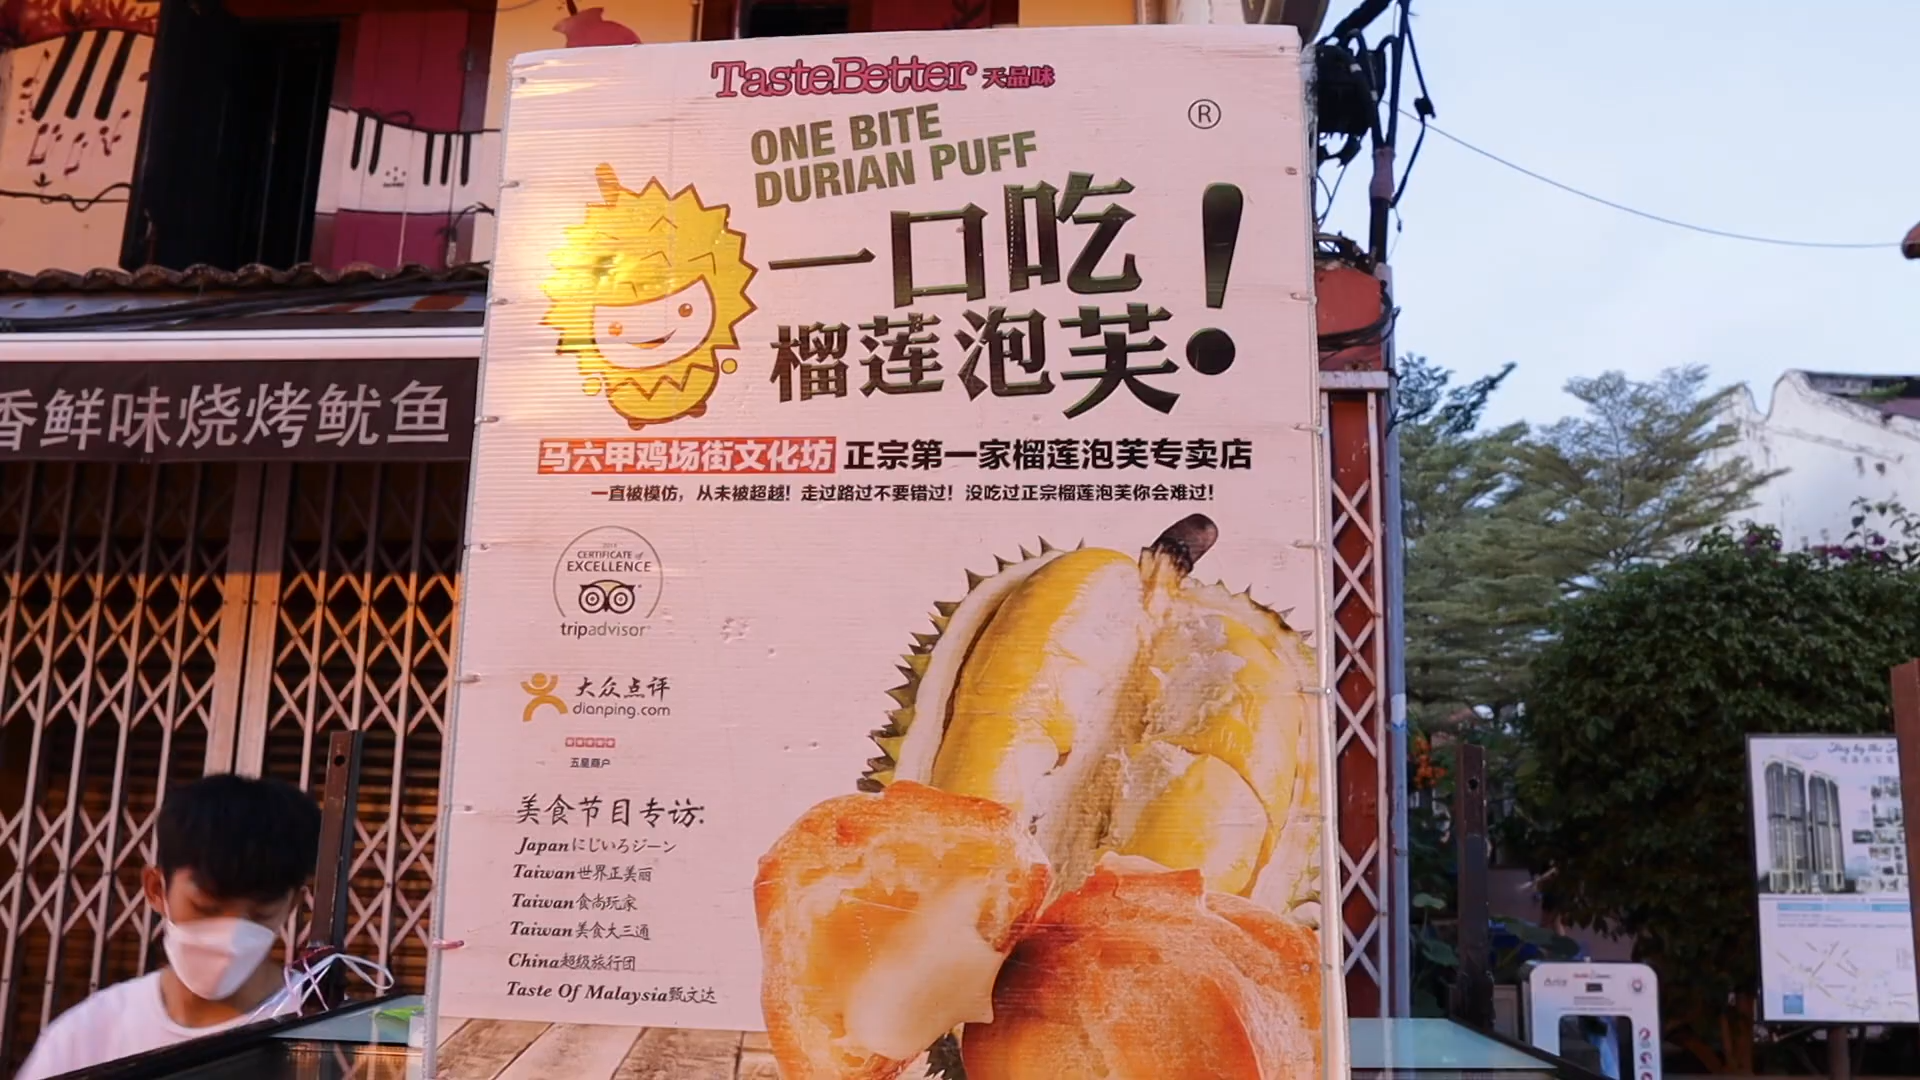 TasteBetter 天品味
®
ONE BITE
DURIAN PUFF
一口吃
榴莲泡芙!
香鲜味烧烤鱿鱼
马六甲鸡场街文化坊 正宗第一家榴莲泡芙专卖店
一直被模仿，从未被超越！走过路过不要错过！没吃过正宗榴莲泡芙你会难过！
CERTIFICATE of
EXCELLENCE
tripadvisor
大众点评
dianping.com
五星商户
美食节目专访:
Japanにじいろジーン
Taiwan世界正美丽
Taiwan食尚玩家
Taiwan美食大三通
China超级旅行团
Taste Of Malaysia甄文达